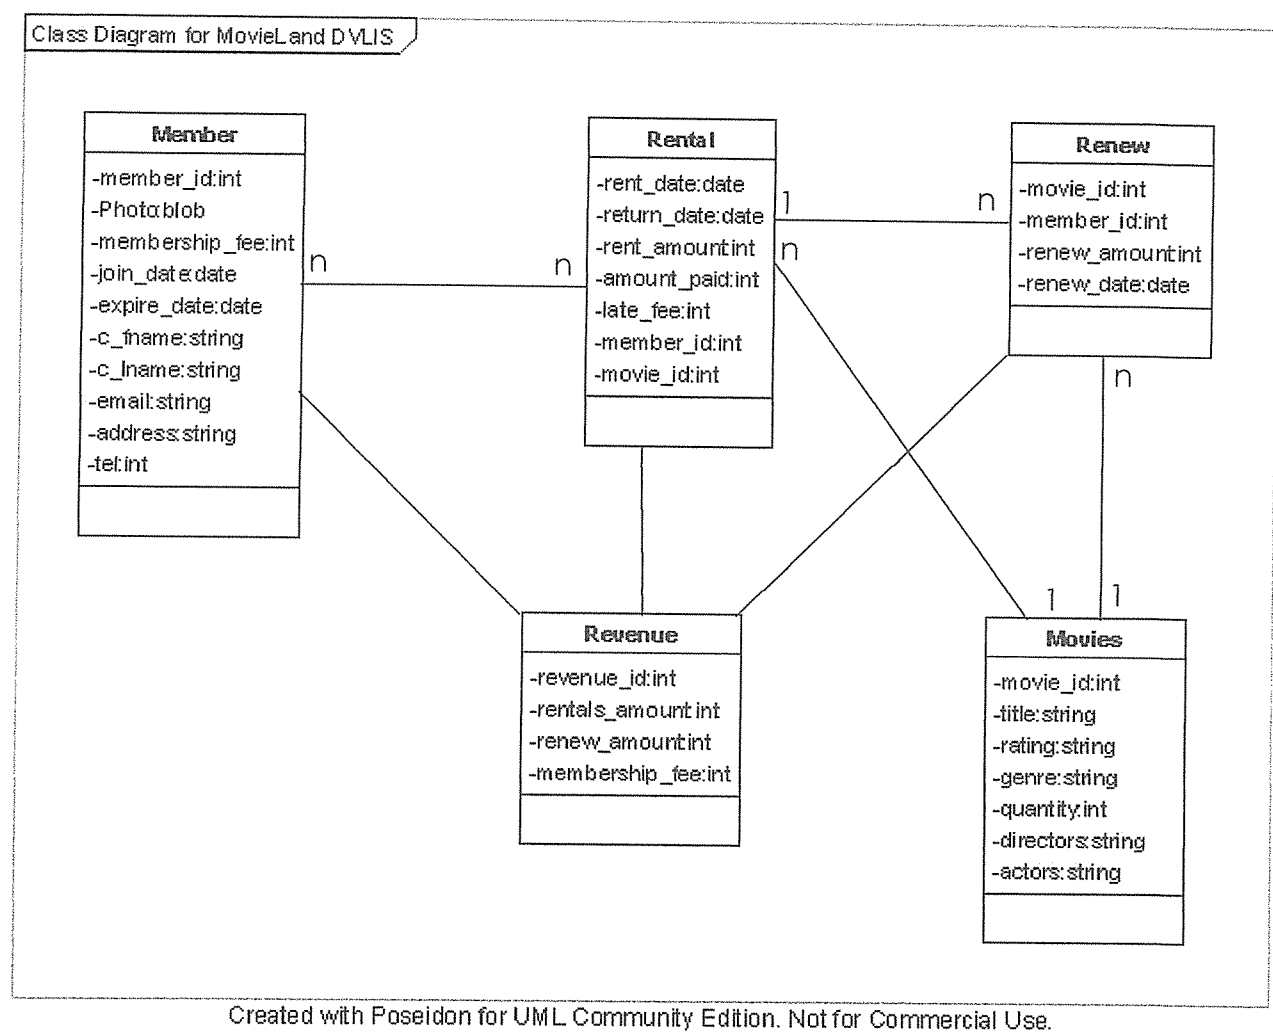 Class Diagram for MovieLand DVLIS
Member
-member_id:int
-Photo:blob
-membership_fee:int
-join_date:date
-expire_date:date
-c_fname:string
-c_lname:string
-email:string
-address:string
-tel:int
n
n
Rental
-rent_date:date
-return_date:date
-rent_amount:int
-amount_paid:int
-late_fee:int
-member_id:int
-movie_id:int
1
n
n
Renew
-movie_id:int
-member_id:int
-renew_amount:int
-renew_date:date
n
1
1
Revenue
-revenue_id:int
-rentals_amount:int
-renew_amount:int
-membership_fee:int
Movies
-movie_id:int
-title:string
-rating:string
-genre:string
-quantity:int
-directors:string
-actors:string
Created with Poseidon for UML Community Edition. Not for Commercial Use.